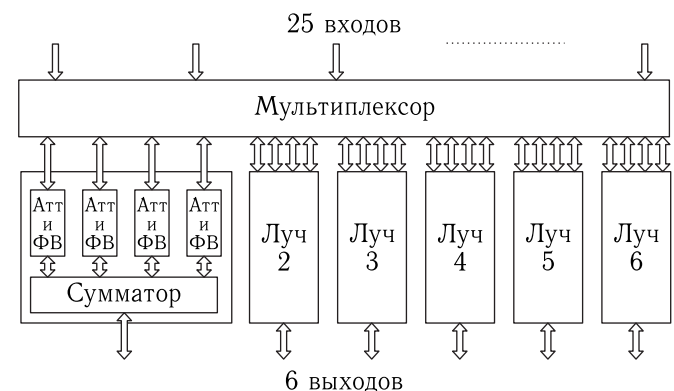 25 входов
Мультиплексор
Атт и ФВ
Атт и ФВ
Атт и ФВ
Атт и ФВ
Сумматор
Луч 2
Луч 3
Луч 4
Луч 5
Луч 6
6 выходов